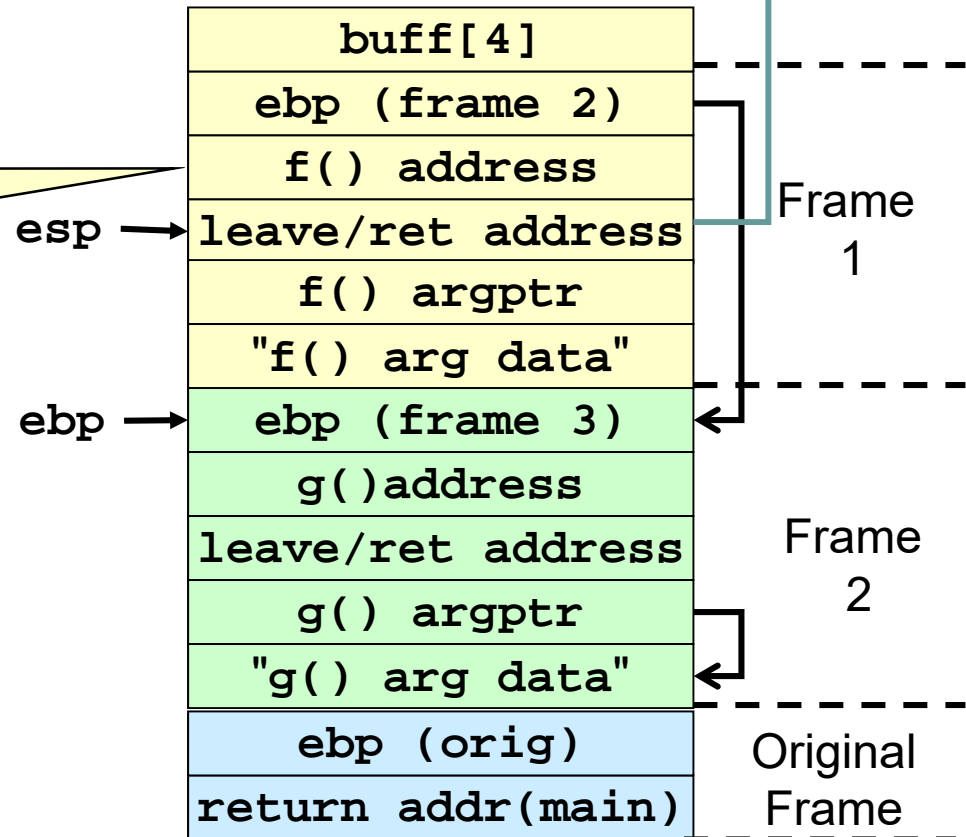 buff[4]
ebp (frame 2)
f() address
esp
leave/ret address
Frame
1
f() argptr
"f() arg data"
ebp
ebp (frame 3)
g()address
leave/ret address
Frame
2
g() argptr
"g() arg data"
ebp (orig)
return addr(main)
Original
Frame